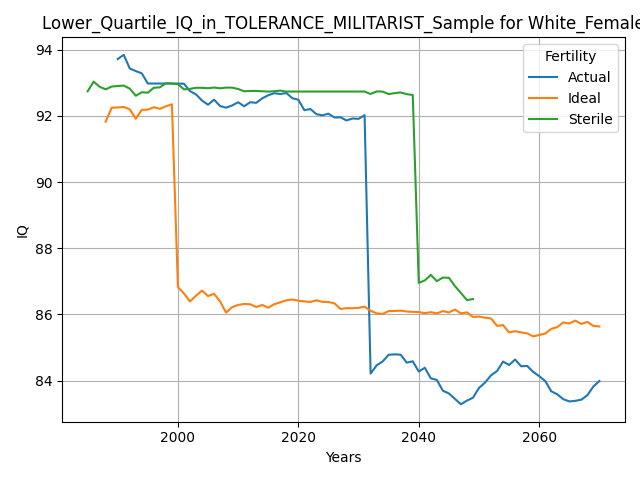 Lower_Quartile_IQ_in_TOLERANCE_MILITARIST_Sample for White_Female
Fertility
Actual
Ideal
Sterile
94
92
90
88
86
84
IQ
2000
2020
2040
2060
Years